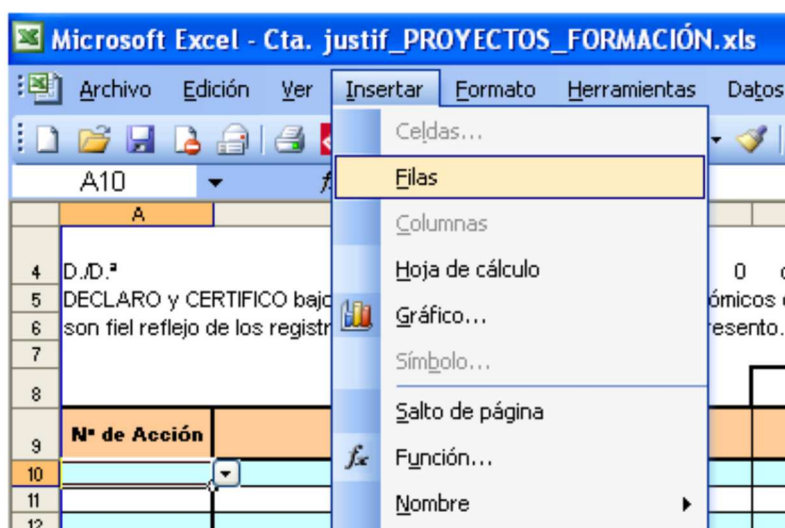 Microsoft Excel - Cta. justif_PROYECTOS_FORMACIÓN.xls
Archivo Edición Ver Insertar Formato Herramientas Datos
Celdas...
A10
Filas
A
Columnas
4 D./D.ª
Hoja de cálculo
0
5 DECLARO y CERTIFICO bajo
ómicos
6 son fiel reflejo de los
Gráfico...
resento.
7
Símbolo...
8
Salto de página
9 Nº de Acción
Función...
10
11
Nombre
12